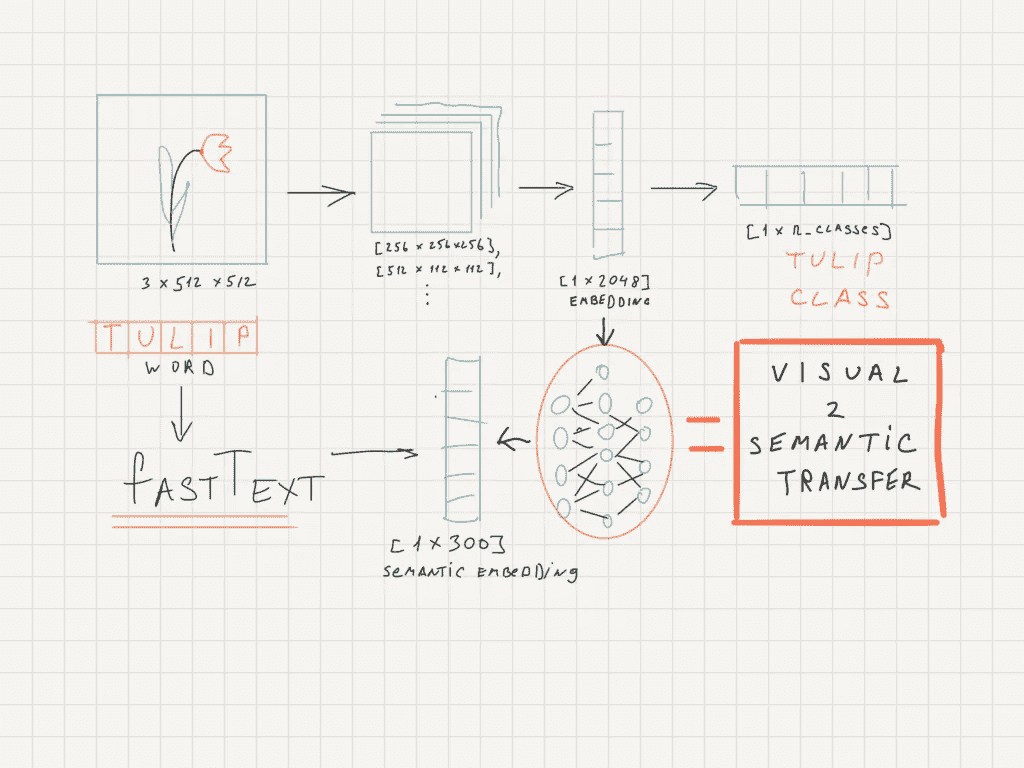 [256 × 256×256],
[512 × 112 × 112],
[1 × n_classes]
TULIP
CLASS
3 × 512 × 512
[1 × 2048]
EMBEDDING
TULIP
WORD
fASTTEXT
[1 × 300]
SEMANTIC EMBEDDING
VISUAL
2
SEMANTIC
TRANSFER